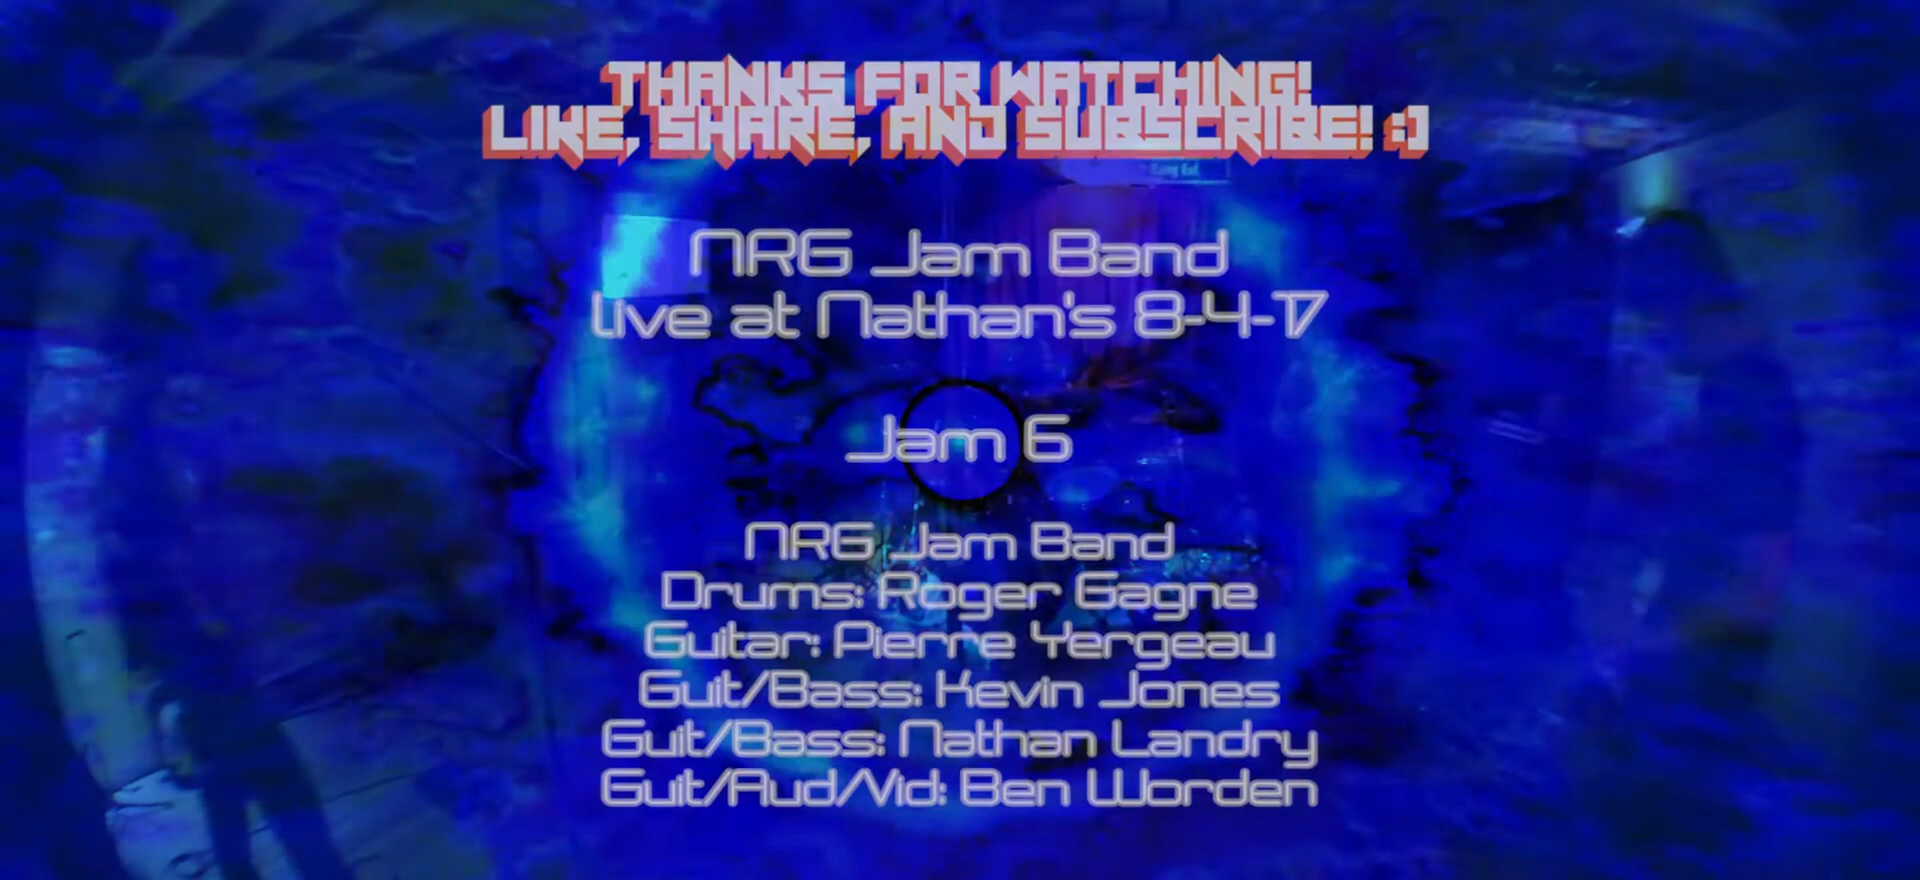 THANKS FOR WATCHING!
LIKE, SHARE, AND SUBSCRIBE! :)
NRG Jam Band
live at Nathan's 8-4-17
Jam 6
NRG Jam Band
Drums: Roger Gagne
Guitar: Pierre Yergeau
Guit/Bass: Kevin Jones
Guit/Bass: Nathan Landry
Guit/Aud/Vid: Ben Worden